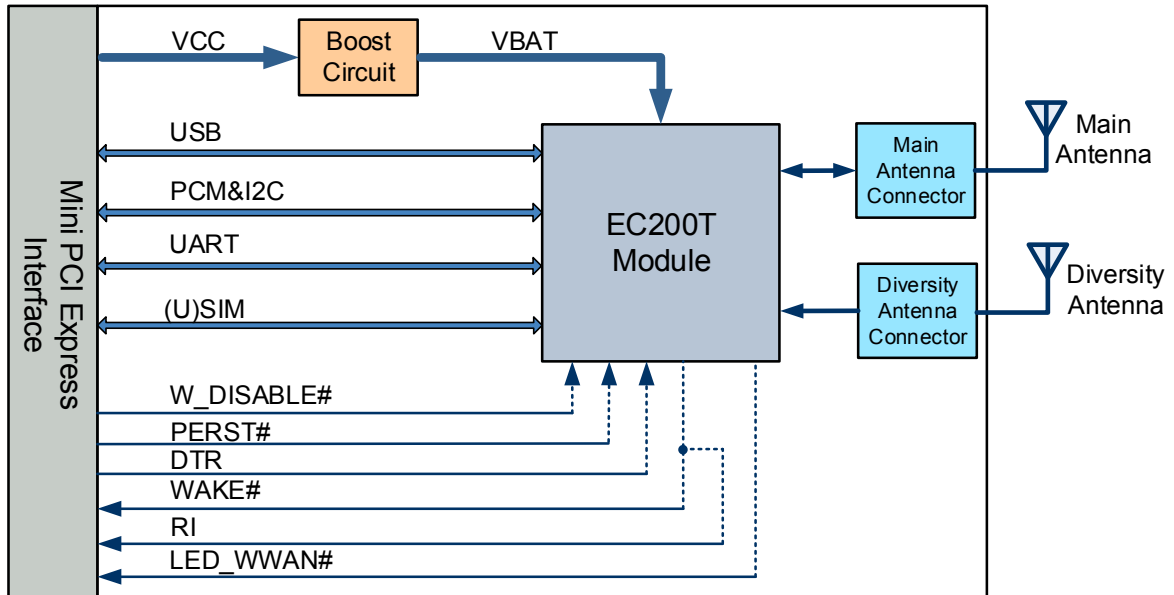 VCC
Boost
Circuit
VBAT
USB
PCM&I2C
UART
(U)SIM
W_DISABLE#
PERST#
DTR
WAKE#
RI
LED_WWAN#
Mini PCI Express
Interface
EC200T
Module
Main
Antenna
Connector
Main
Antenna
Diversity
Antenna
Connector
Diversity
Antenna